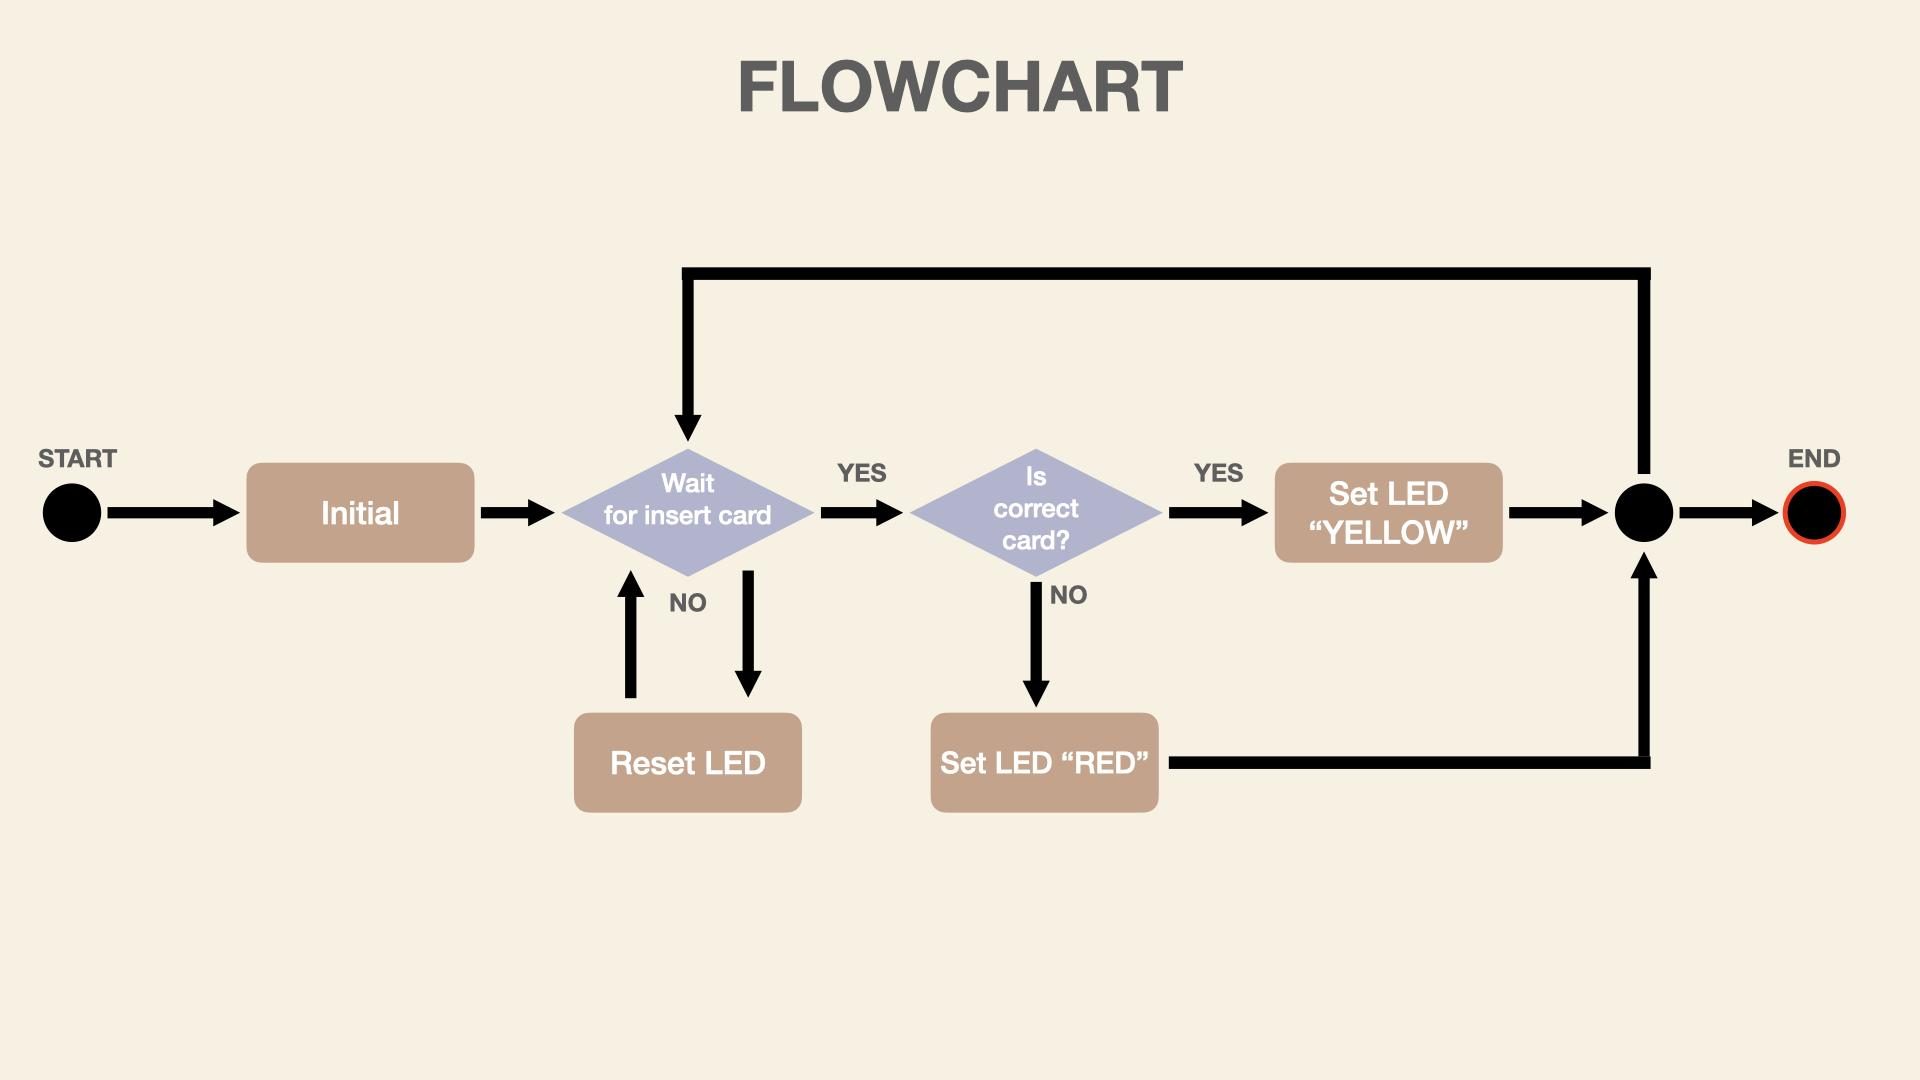 FLOWCHART
START
Initial
Wait
for insert card
YES
Is
correct
card?
YES
Set LED
“YELLOW”
END
NO
NO
Reset LED
Set LED “RED”